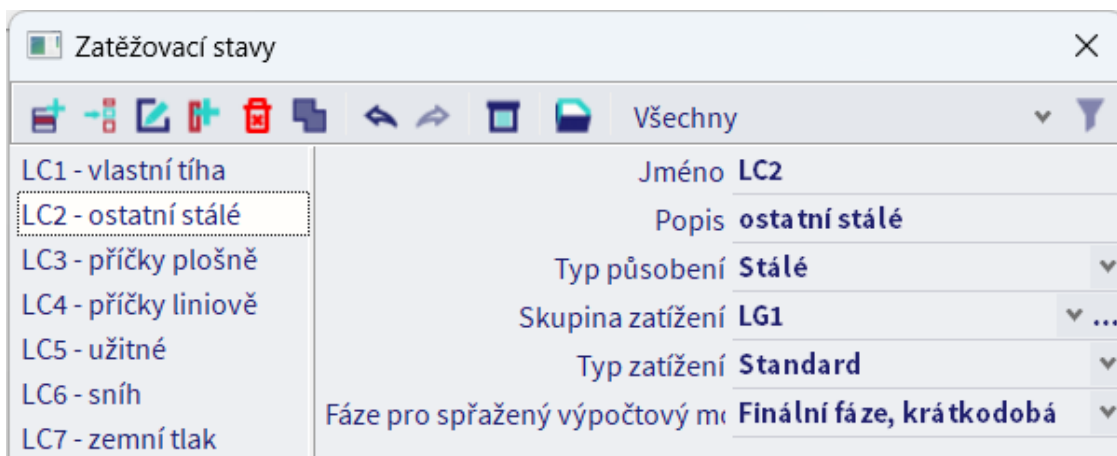 Zatěžovací stavy
Všechny
LC1 - vlastní tíha
LC2 - ostatní stálé
LC3 - příčky plošně
LC4 - příčky liniově
LC5 - užitné
LC6 - sníh
LC7 - zemní tlak
Jméno LC2
Popis ostatní stálé
Typ působení Stálé
Skupina zatížení LG1 ...
Typ zatížení Standard
Fáze pro spřažený výpočtový mo Finální fáze, krátkodobá